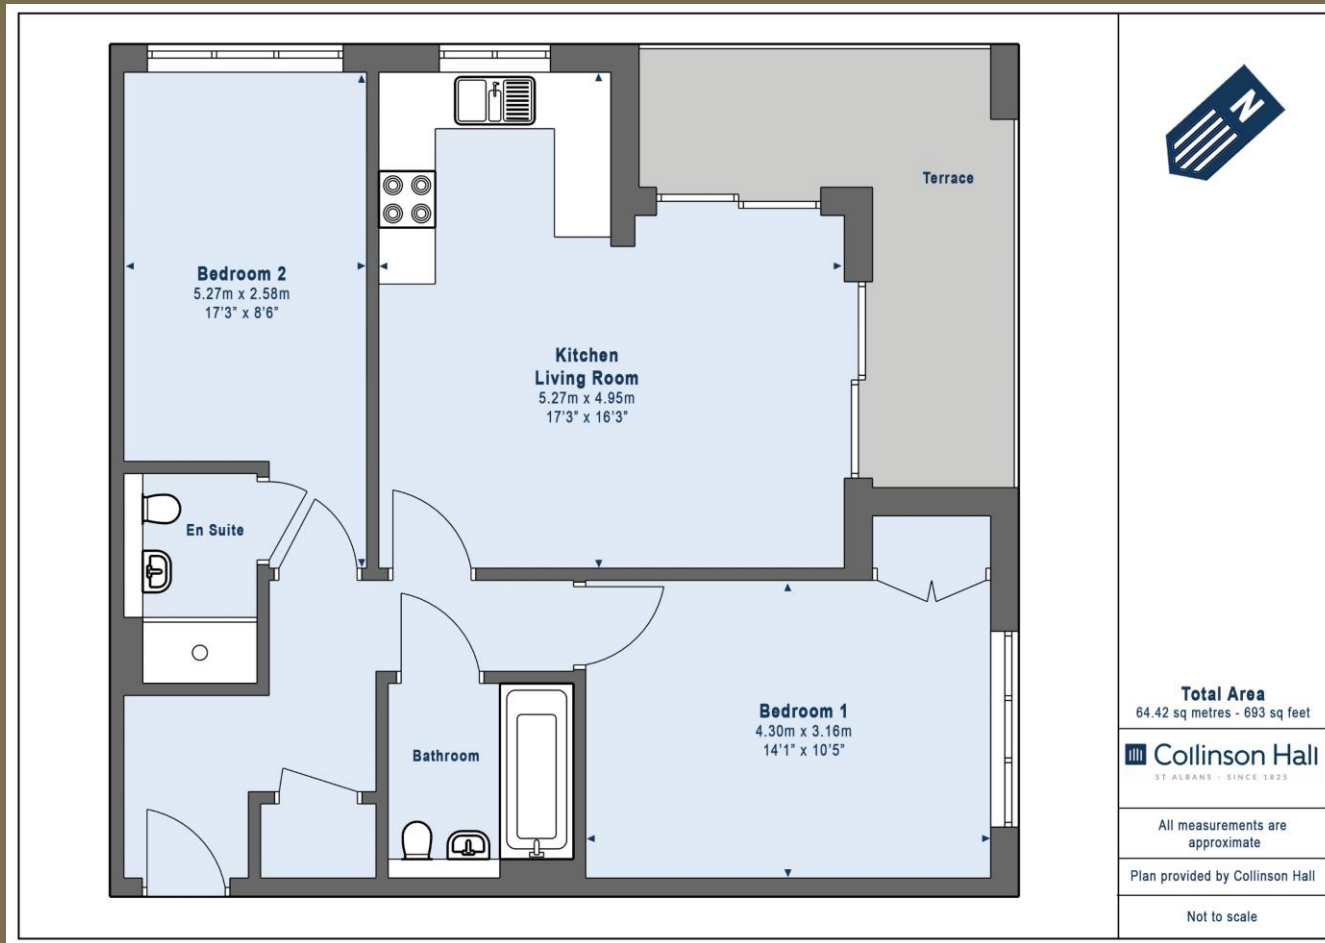 N
Terrace
Bedroom 2
5.27m x 2.58m
17'3" x 8'6"
Kitchen
Living Room
5.27m x 4.95m
17'3" x 16'3"
En Suite
Bedroom 1
4.30m x 3.16m
14'1" x 10'5"
Bathroom
Total Area
64.42 sq metres - 693 sq feet
Collinson Hall
ST ALBANS - SINCE 1825
All measurements are
approximate
Plan provided by Collinson Hall
Not to scale